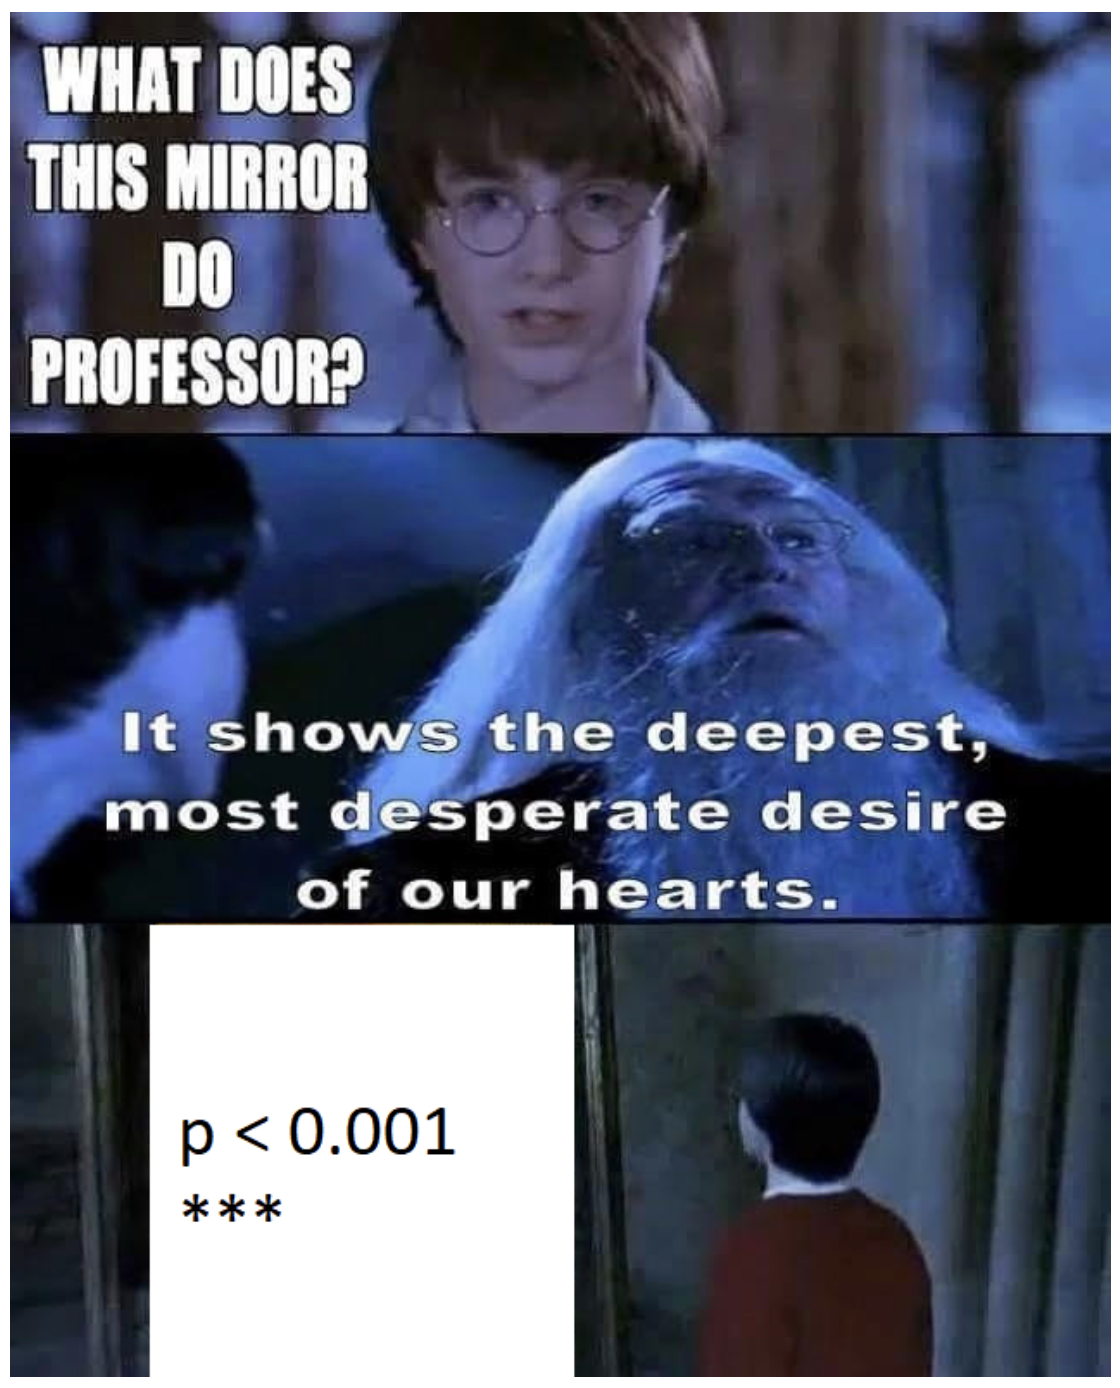 WHAT DOES
THIS MIRROR
DO
PROFESSOR?
It shows the deepest,
most desperate desire
of our hearts.
p < 0.001
***